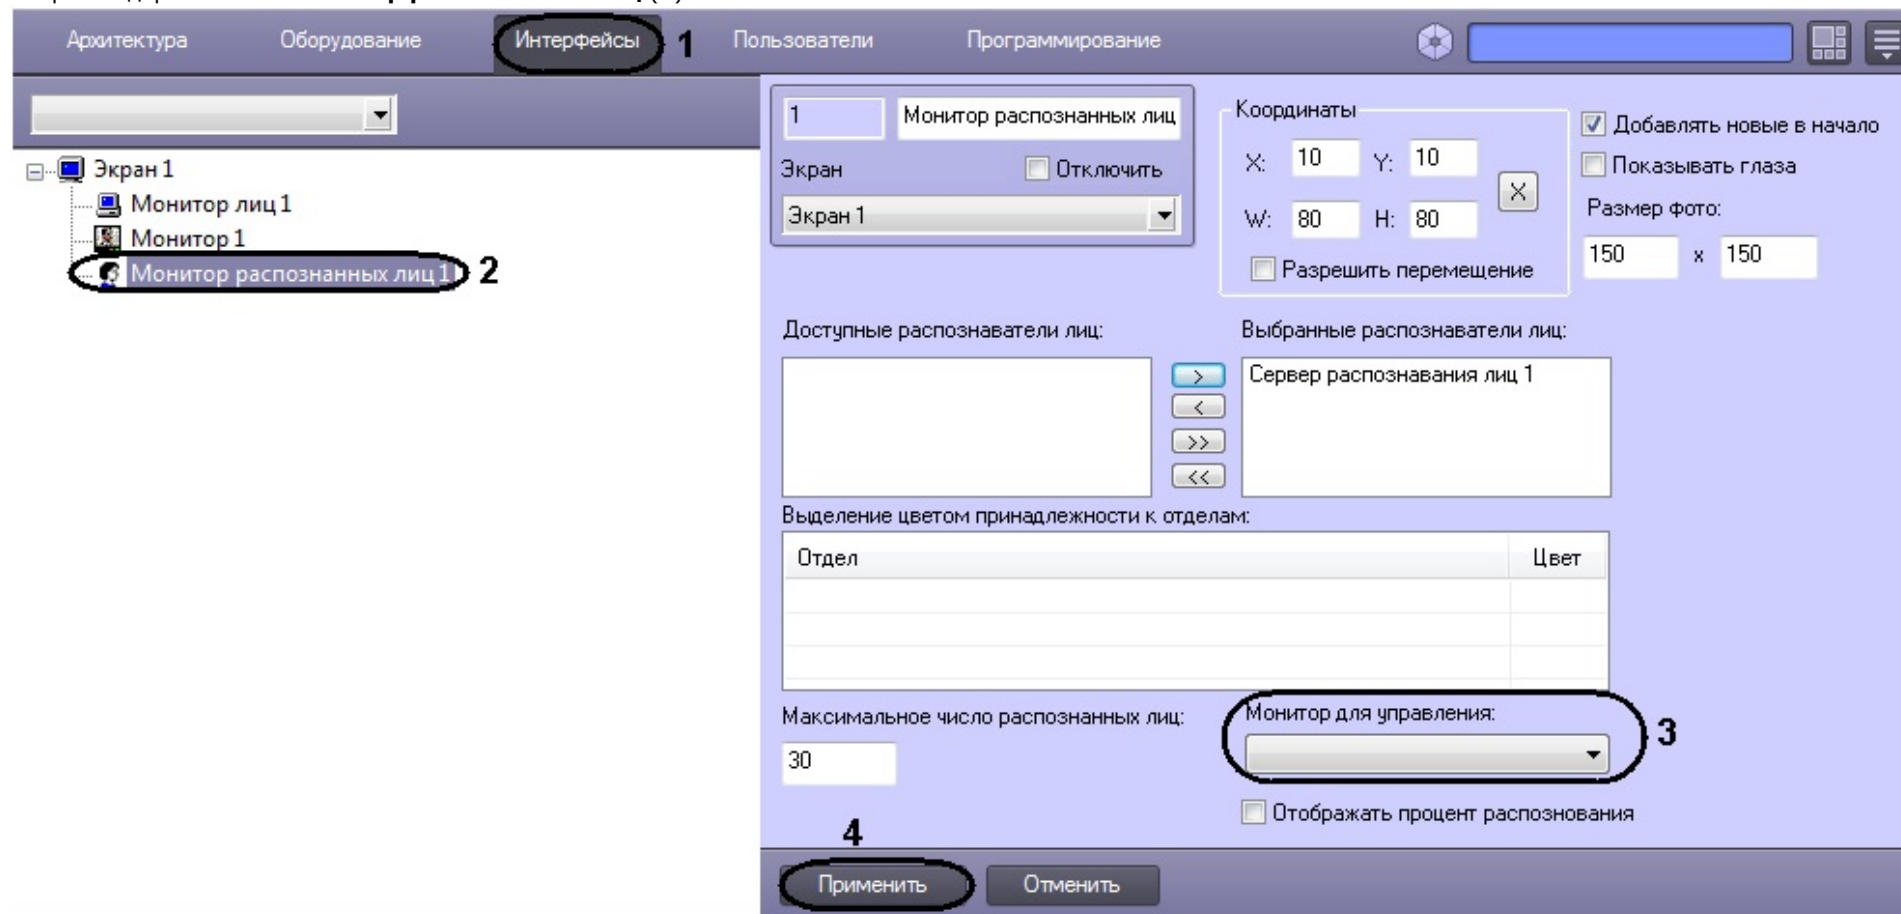 Архитектура Оборудование Интерфейсы 1 Пользователи Программирование
Экран 1
Монитор лиц 1
Монитор 1
Монитор распознанных лиц 1 2
1 Монитор распознанных лиц
Экран Отключить
Экран 1
Координаты
X: 10 Y: 10
X
W: 80 H: 80
Разрешить перемещение
Добавлять новые в начало
Показывать глаза
Размер фото:
150 x 150
Доступные распознаватели лиц:
>
<
>>
<<
Выбранные распознаватели лиц:
Сервер распознавания лиц 1
Выделение цветом принадлежности к отделам:
Отдел Цвет
Максимальное число распознанных лиц:
30
Монитор для управления:
3
Отображать процент распознования
4
Применить Отменить